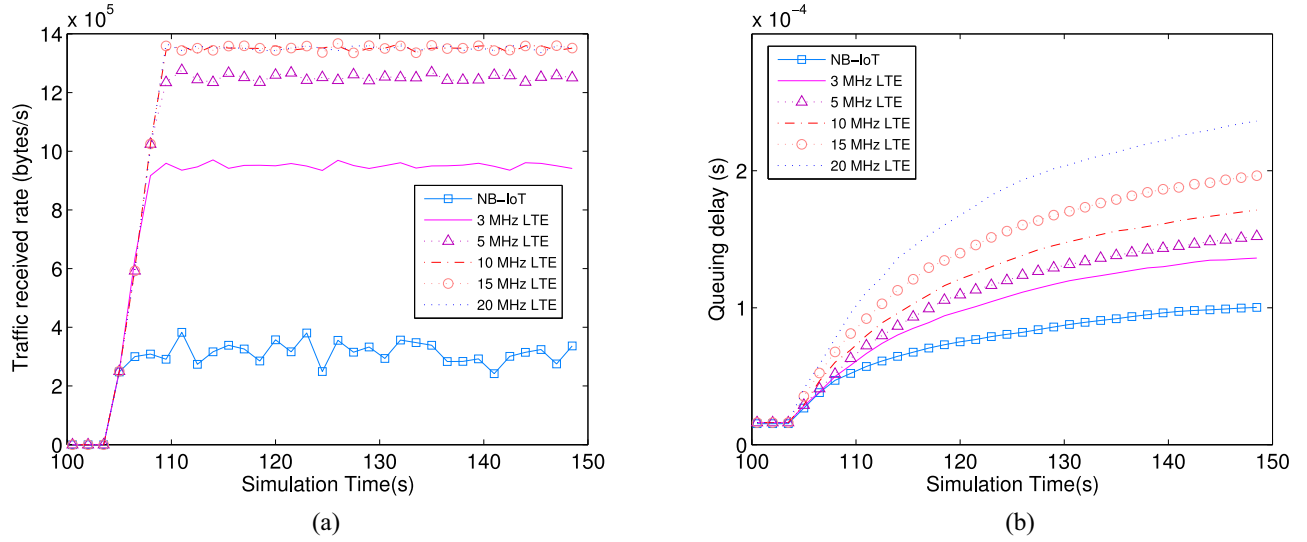 x 10^5
14
12
10
8
6
4
2
0
100 110 120 130 140 150
Traffic received rate (bytes/s)
Simulation Time(s)
NB-IoT
3 MHz LTE
5 MHz LTE
10 MHz LTE
15 MHz LTE
20 MHz LTE
(a)
x 10^-4
2
1
0
100 110 120 130 140 150
Queuing delay (s)
Simulation Time(s)
NB-IoT
3 MHz LTE
5 MHz LTE
10 MHz LTE
15 MHz LTE
20 MHz LTE
(b)